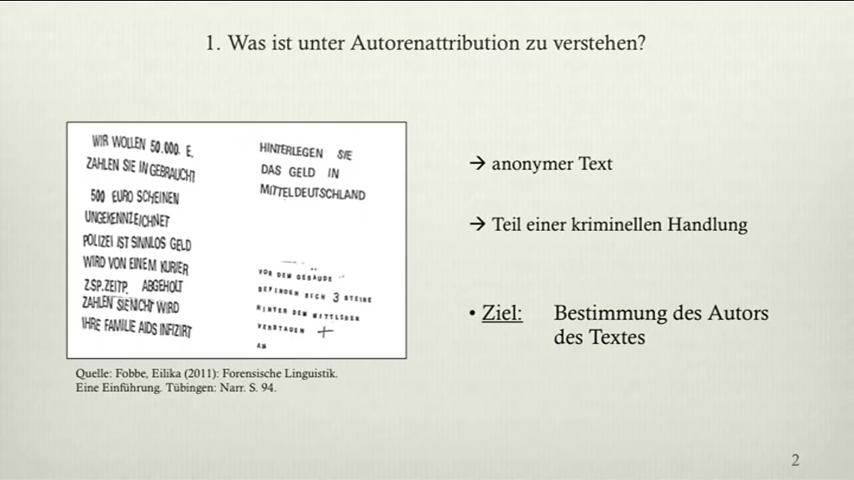 1. Was ist unter Autorenattribution zu verstehen?
WIR WOLLEN 50.000. E.
ZAHLEN SIE IN GEBRAUCHT
500 EURO SCHEINEN
UNGEKENNZEICHNET
POLIZEI IST SINNLOS GELD
WIRD VON EINEM KURIER
Z.SP.ZEITP. ABGEHOLT
ZAHLEN SIE NICHT WIRD
IHRE FAMILIE AIDS INFIZIRT
HINTERLEGEN SIE
DAS GELD IN
MITTELDEUTSCHLAND
VOR DEM GEBÄUDE
BEFINDEN SICH 3 STEINE
HINTER DEM MITTLEREN
VERSTAUEN
AN
Quelle: Fobbe, Eilika (2011): Forensische Linguistik.
Eine Einführung. Tübingen: Narr. S. 94.
→ anonymer Text
→ Teil einer kriminellen Handlung
• Ziel: Bestimmung des Autors
des Textes
2